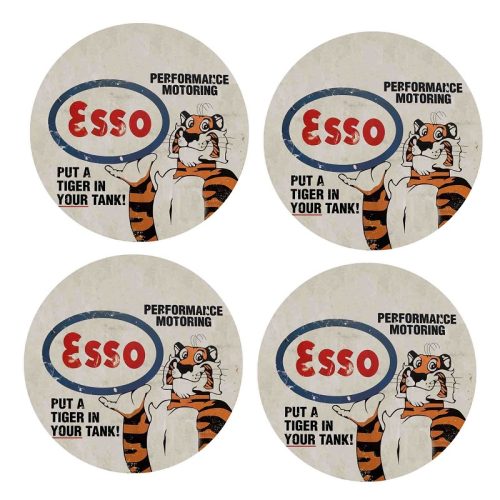 PERFORMANCE
MOTORING
Esso
PUT A
TIGER IN
YOUR TANK!
PERFORMANCE
MOTORING
Esso
PUT A
TIGER IN
YOUR TANK!
PERFORMANCE
MOTORING
Esso
PUT A
TIGER IN
YOUR TANK!
PERFORMANCE
MOTORING
Esso
PUT A
TIGER IN
YOUR TANK!